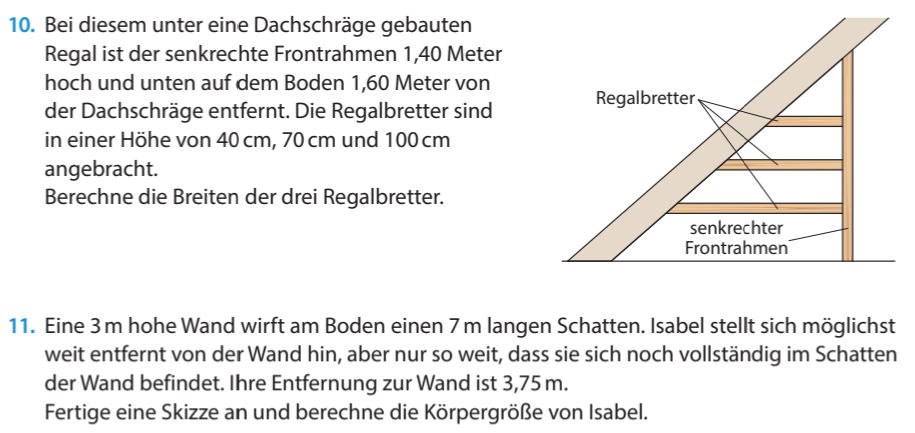 10. Bei diesem unter eine Dachschräge gebauten
Regal ist der senkrechte Frontrahmen 1,40 Meter
hoch und unten auf dem Boden 1,60 Meter von
der Dachschräge entfernt. Die Regalbretter sind
in einer Höhe von 40 cm, 70 cm und 100 cm
angebracht.
Berechne die Breiten der drei Regalbretter.
Regalbretter
senkrechter
Frontrahmen
11. Eine 3 m hohe Wand wirft am Boden einen 7 m langen Schatten. Isabel stellt sich möglichst
weit entfernt von der Wand hin, aber nur so weit, dass sie sich noch vollständig im Schatten
der Wand befindet. Ihre Entfernung zur Wand ist 3,75 m.
Fertige eine Skizze an und berechne die Körpergröße von Isabel.